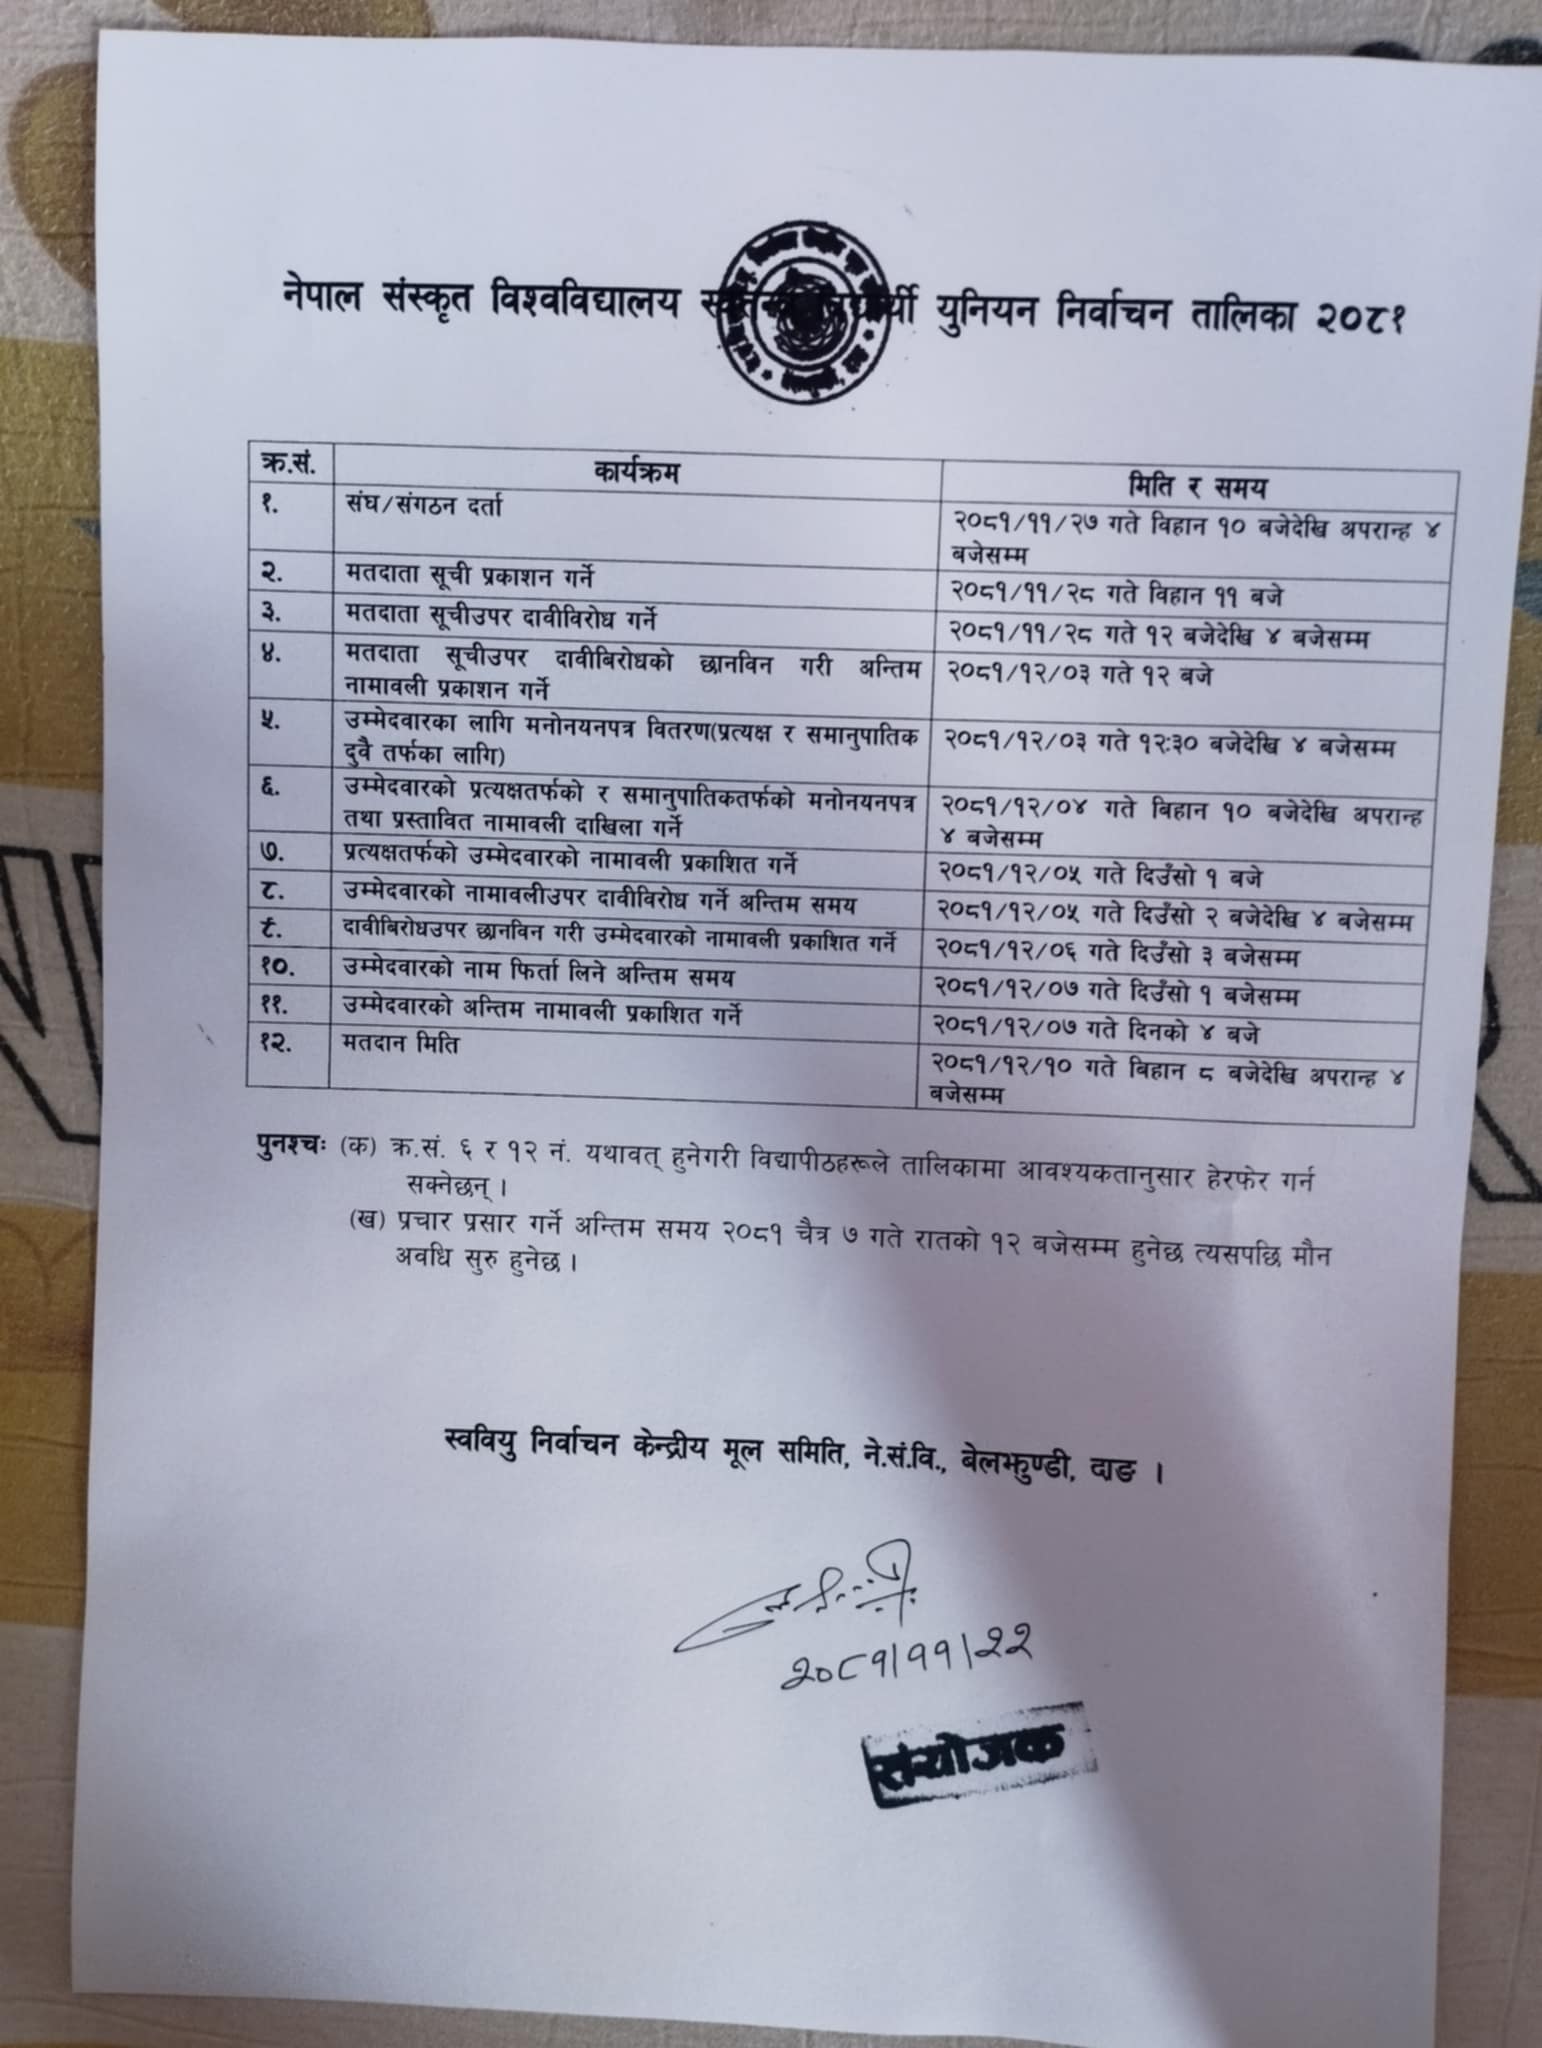 नेपाल संस्कृत विश्वविद्यालय स्वतन्त्र विद्यार्थी युनियन निर्वाचन तालिका २०८१
क्र.सं. कार्यक्रम मिति र समय
१. संघ/संगठन दर्ता २०८१/११/२७ गते विहान १० बजेदेखि अपरान्ह ४
बजेसम्म
२. मतदाता सूची प्रकाशन गर्ने २०८१/११/२८ गते विहान ११ बजे
३. मतदाता सूचीउपर दावीविरोध गर्ने २०८१/११/२८ गते १२ बजेदेखि ४ बजेसम्म
४. मतदाता सूचीउपर दावीबिरोधको छानविन गरी अन्तिम २०८१/१२/०३ गते १२ बजे
नामावली प्रकाशन गर्ने
५. उम्मेदवारका लागि मनोनयनपत्र वितरण(प्रत्यक्ष र समानुपातिक २०८१/१२/०३ गते १२:३० बजेदेखि ४ बजेसम्म
दुवै तर्फका लागि)
६. उम्मेदवारको प्रत्यक्षतर्फको र समानुपातिकतर्फको मनोनयनपत्र २०८१/१२/०४ गते बिहान १० बजेदेखि अपरान्ह
तथा प्रस्तावित नामावली दाखिला गर्ने ४ बजेसम्म
७. प्रत्यक्षतर्फको उम्मेदवारको नामावली प्रकाशित गर्ने २०८१/१२/०५ गते दिउँसो १ बजे
८. उम्मेदवारको नामावलीउपर दावीविरोध गर्ने अन्तिम समय २०८१/१२/०५ गते दिउँसो २ बजेदेखि ४ बजेसम्म
९. दावीबिरोधउपर छानविन गरी उम्मेदवारको नामावली प्रकाशित गर्ने २०८१/१२/०६ गते दिउँसो ३ बजेसम्म
१०. उम्मेदवारको नाम फिर्ता लिने अन्तिम समय २०८१/१२/०७ गते दिउँसो १ बजेसम्म
११. उम्मेदवारको अन्तिम नामावली प्रकाशित गर्ने २०८१/१२/०७ गते दिनको ४ बजे
१२. मतदान मिति २०८१/१२/१० गते बिहान ८ बजेदेखि अपरान्ह ४
बजेसम्म
पुनश्चः (क) क्र.सं. ६ र १२ नं. यथावत् हुनेगरी विद्यापीठहरूले तालिकामा आवश्यकतानुसार हेरफेर गर्न
सक्नेछन् ।
(ख) प्रचार प्रसार गर्ने अन्तिम समय २०८१ चैत्र ७ गते रातको १२ बजेसम्म हुनेछ त्यसपछि मौन
अवधि सुरु हुनेछ ।
स्ववियु निर्वाचन केन्द्रीय मूल समिति, ने.सं.वि., बेलझुण्डी, दाङ ।
२०८१।११।२२
संयोजक